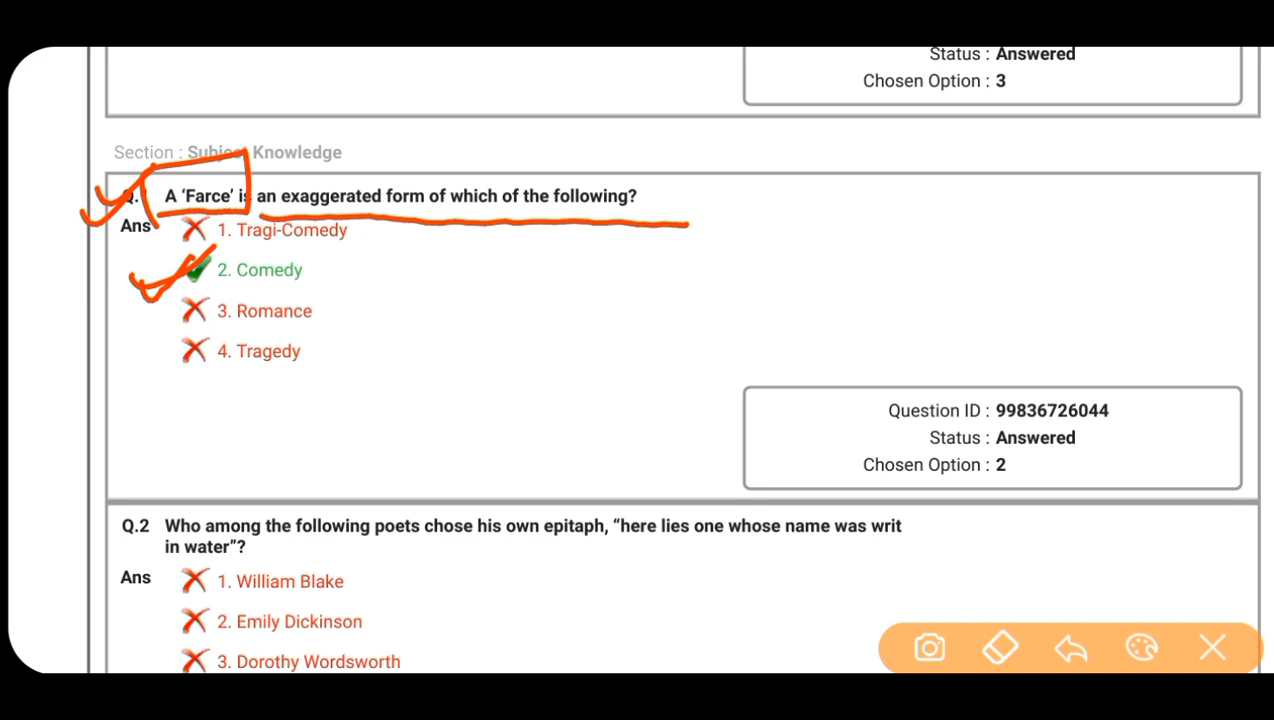 Status : Answered
Chosen Option : 3
Section : Subject Knowledge
Q.1 A ‘Farce’ is an exaggerated form of which of the following?
Ans 1. Tragi-Comedy
2. Comedy
3. Romance
4. Tragedy
Question ID : 99836726044
Status : Answered
Chosen Option : 2
Q.2 Who among the following poets chose his own epitaph, “here lies one whose name was writ
in water”?
Ans 1. William Blake
2. Emily Dickinson
3. Dorothy Wordsworth